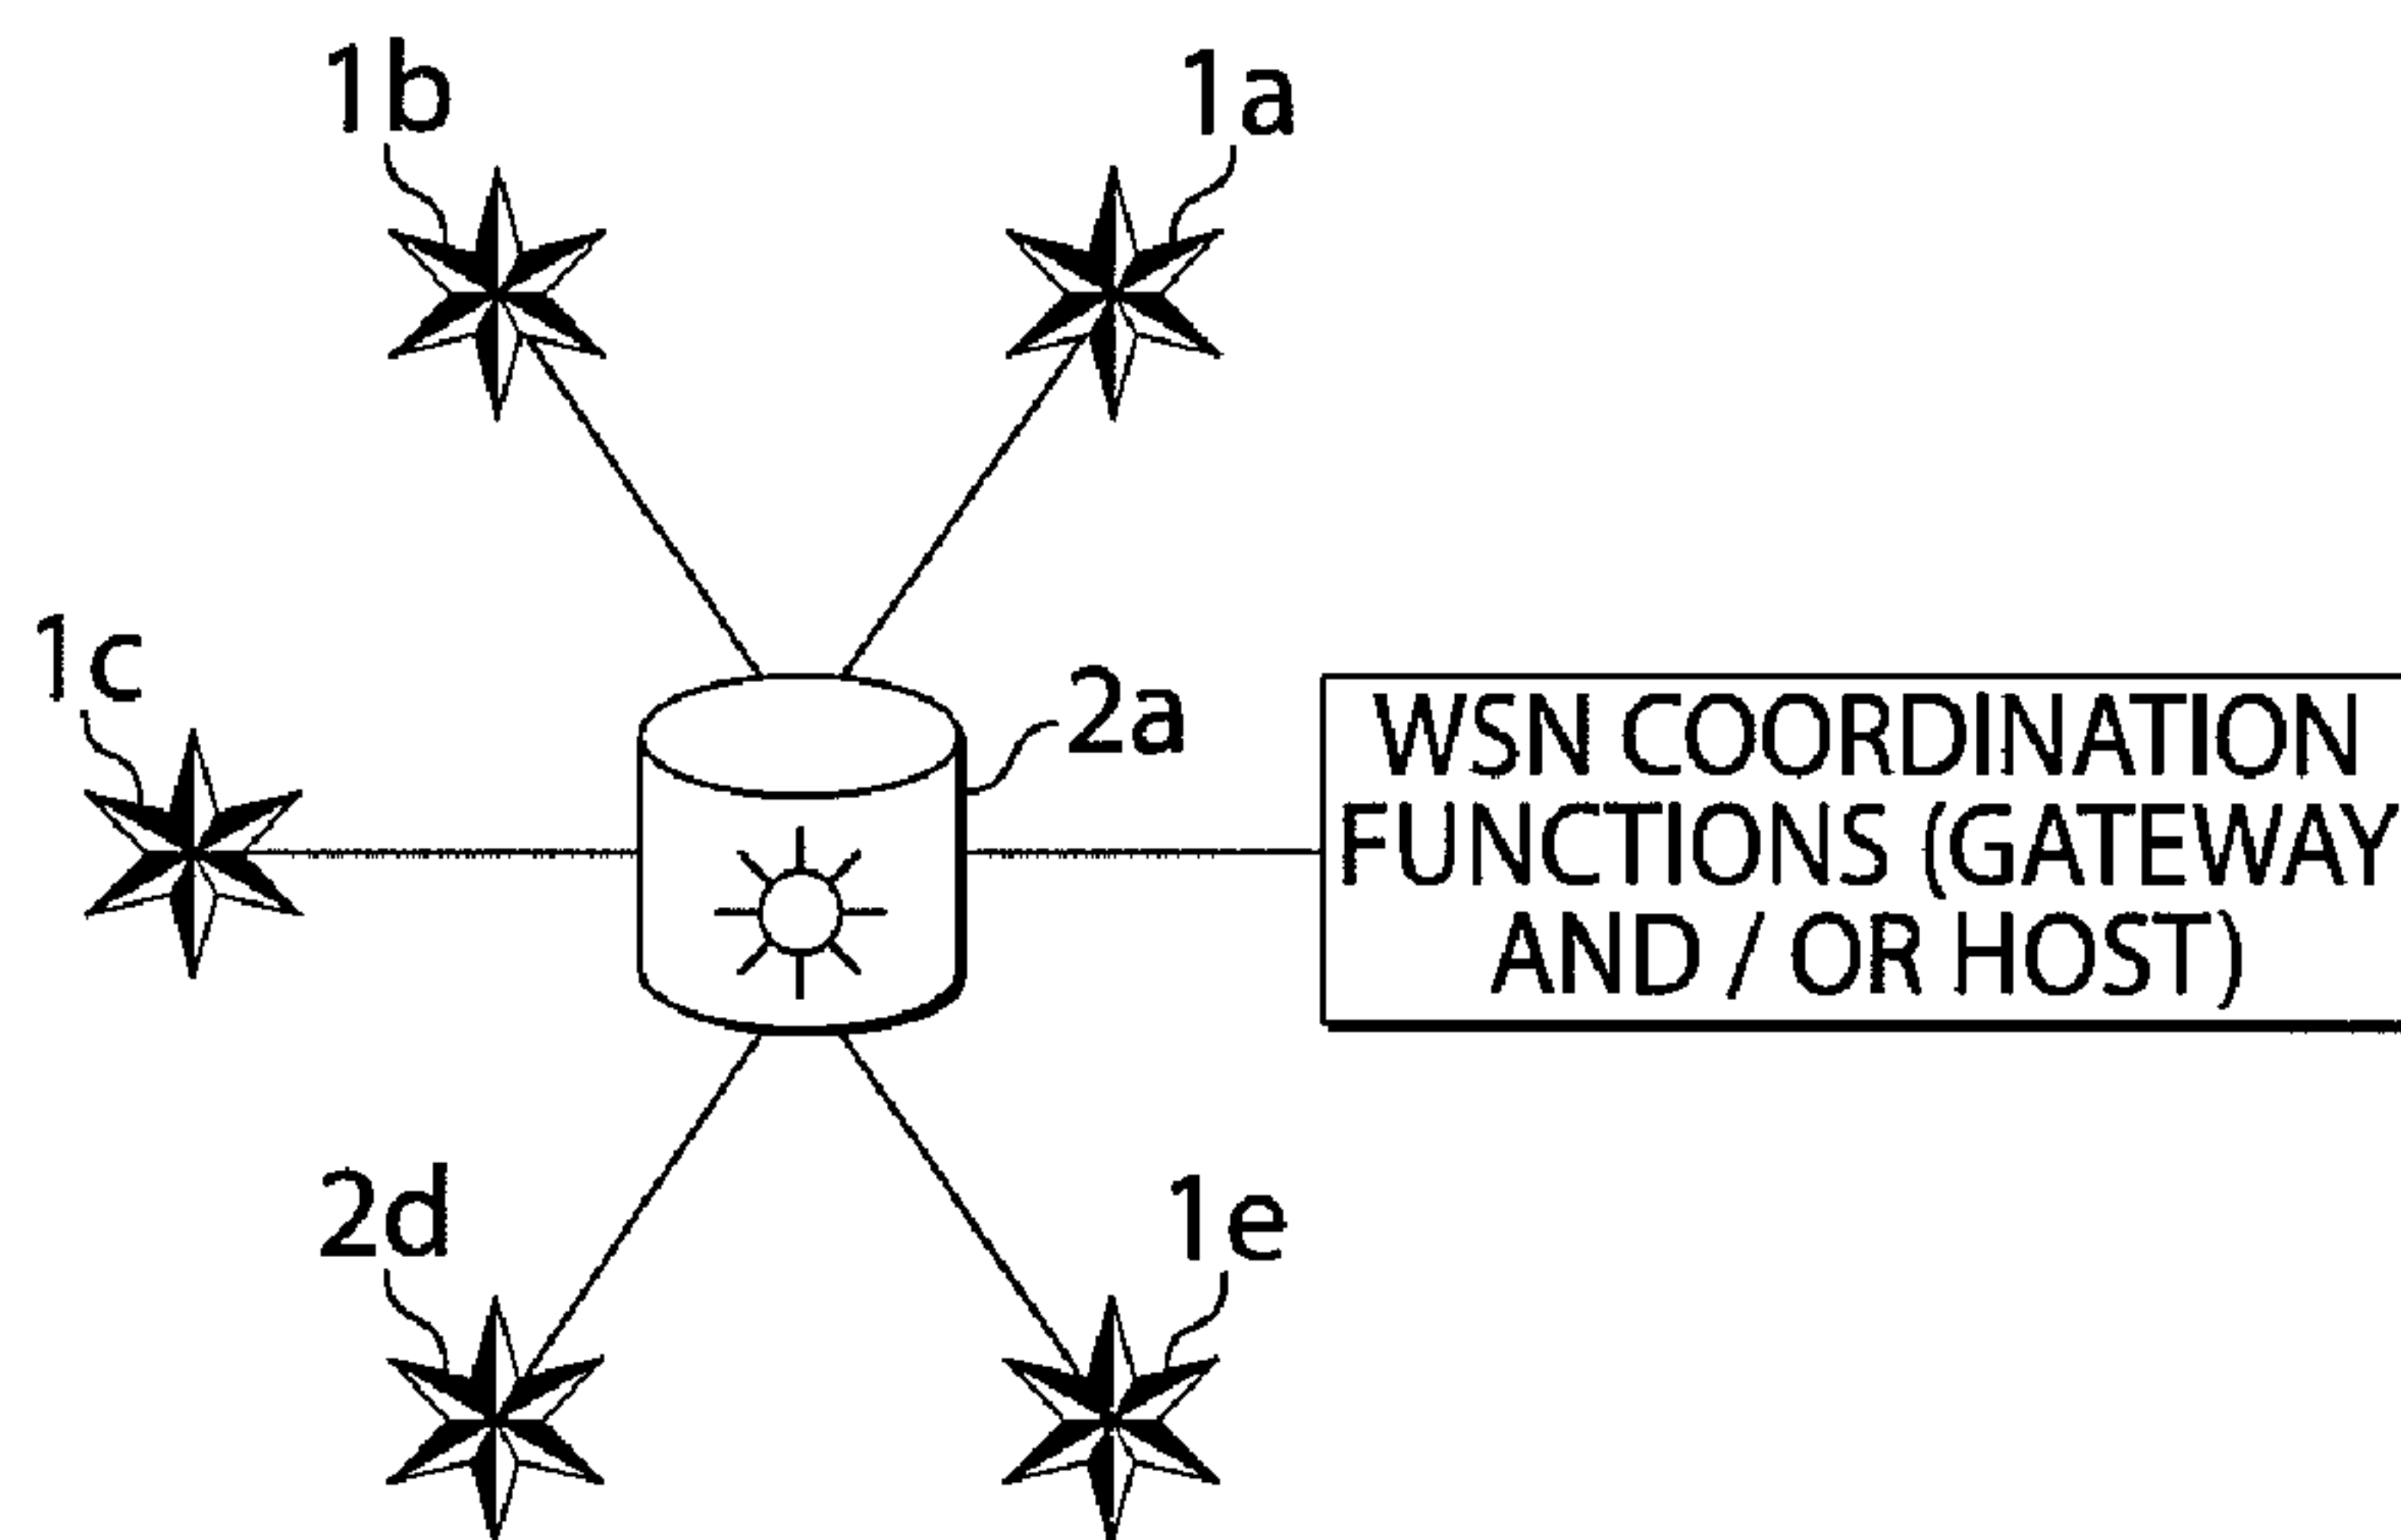 1b
1a
1c
2a
WSN COORDINATION
FUNCTIONS (GATEWAY
AND / OR HOST)
2d
1e